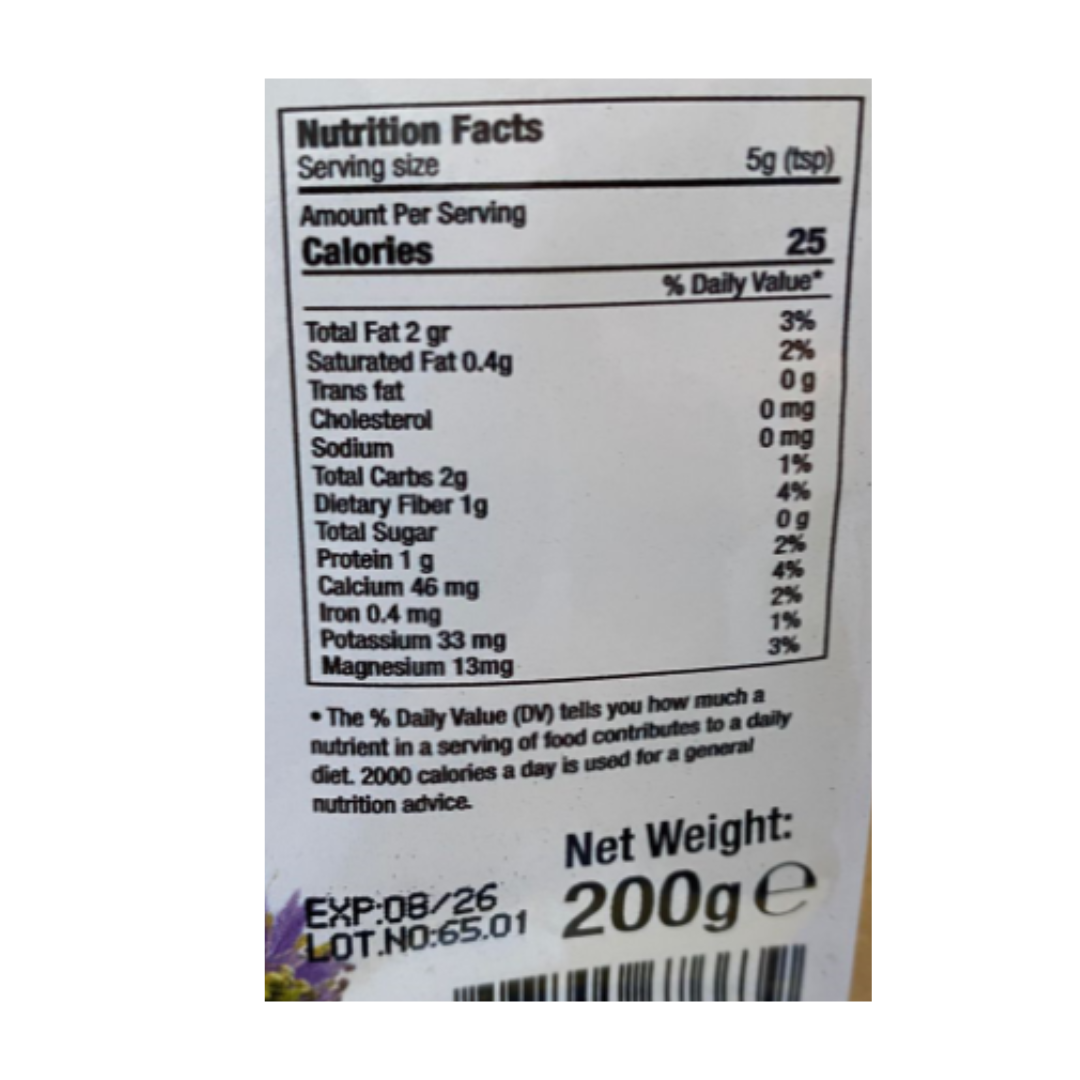 Nutrition Facts
Serving size 5g (tsp)
Amount Per Serving
Calories 25
% Daily Value*
Total Fat 2 gr 3%
Saturated Fat 0.4g 2%
Trans fat 0 g
Cholesterol 0 mg
Sodium 0 mg
Total Carbs 2g 1%
Dietary Fiber 1g 4%
Total Sugar 0 g
Protein 1 g 2%
Calcium 46 mg 4%
Iron 0.4 mg 2%
Potassium 33 mg 1%
Magnesium 13mg 3%
• The % Daily Value (DV) tells you how much a
nutrient in a serving of food contributes to a daily
diet. 2000 calories a day is used for a general
nutrition advice.
Net Weight:
200g ℮
EXP:08/26
LOT.NO:65.01